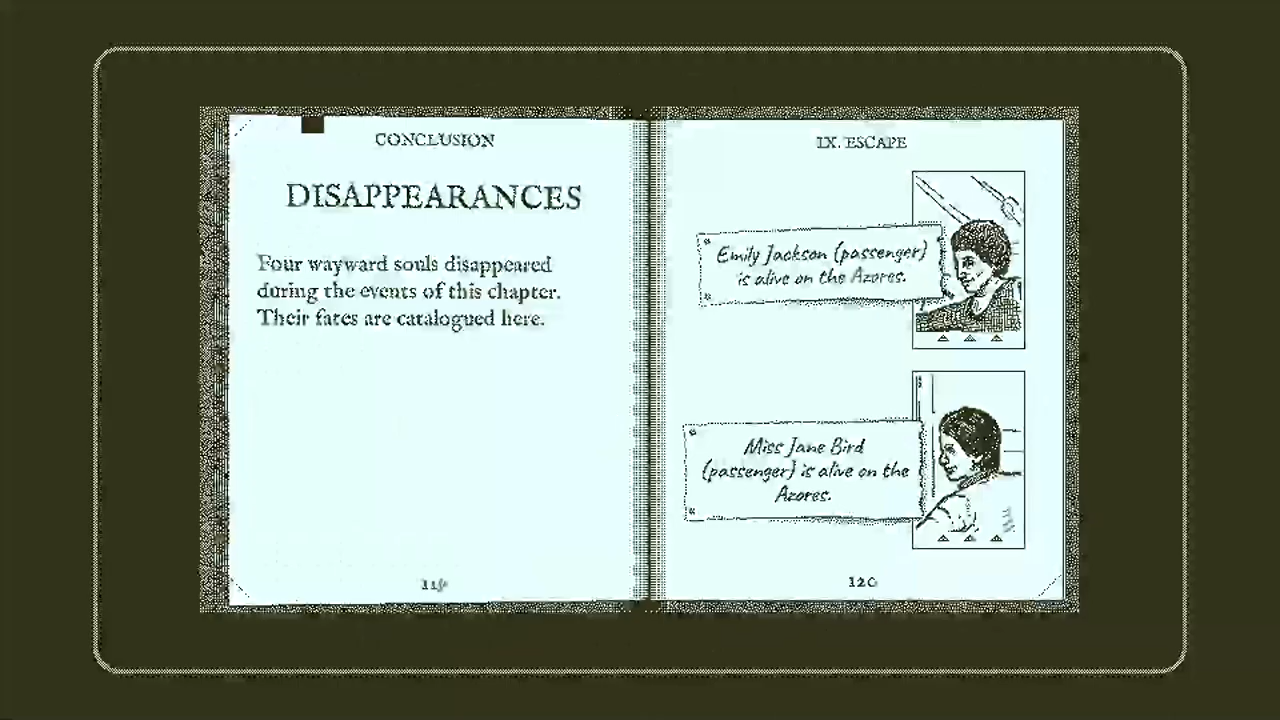 CONCLUSION
DISAPPEARANCES
Four wayward souls disappeared
during the events of this chapter.
Their fates are catalogued here.
119
IX. ESCAPE
Emily Jackson (passenger)
is alive on the Azores.
Miss Jane Bird
(passenger) is alive on the
Azores.
120